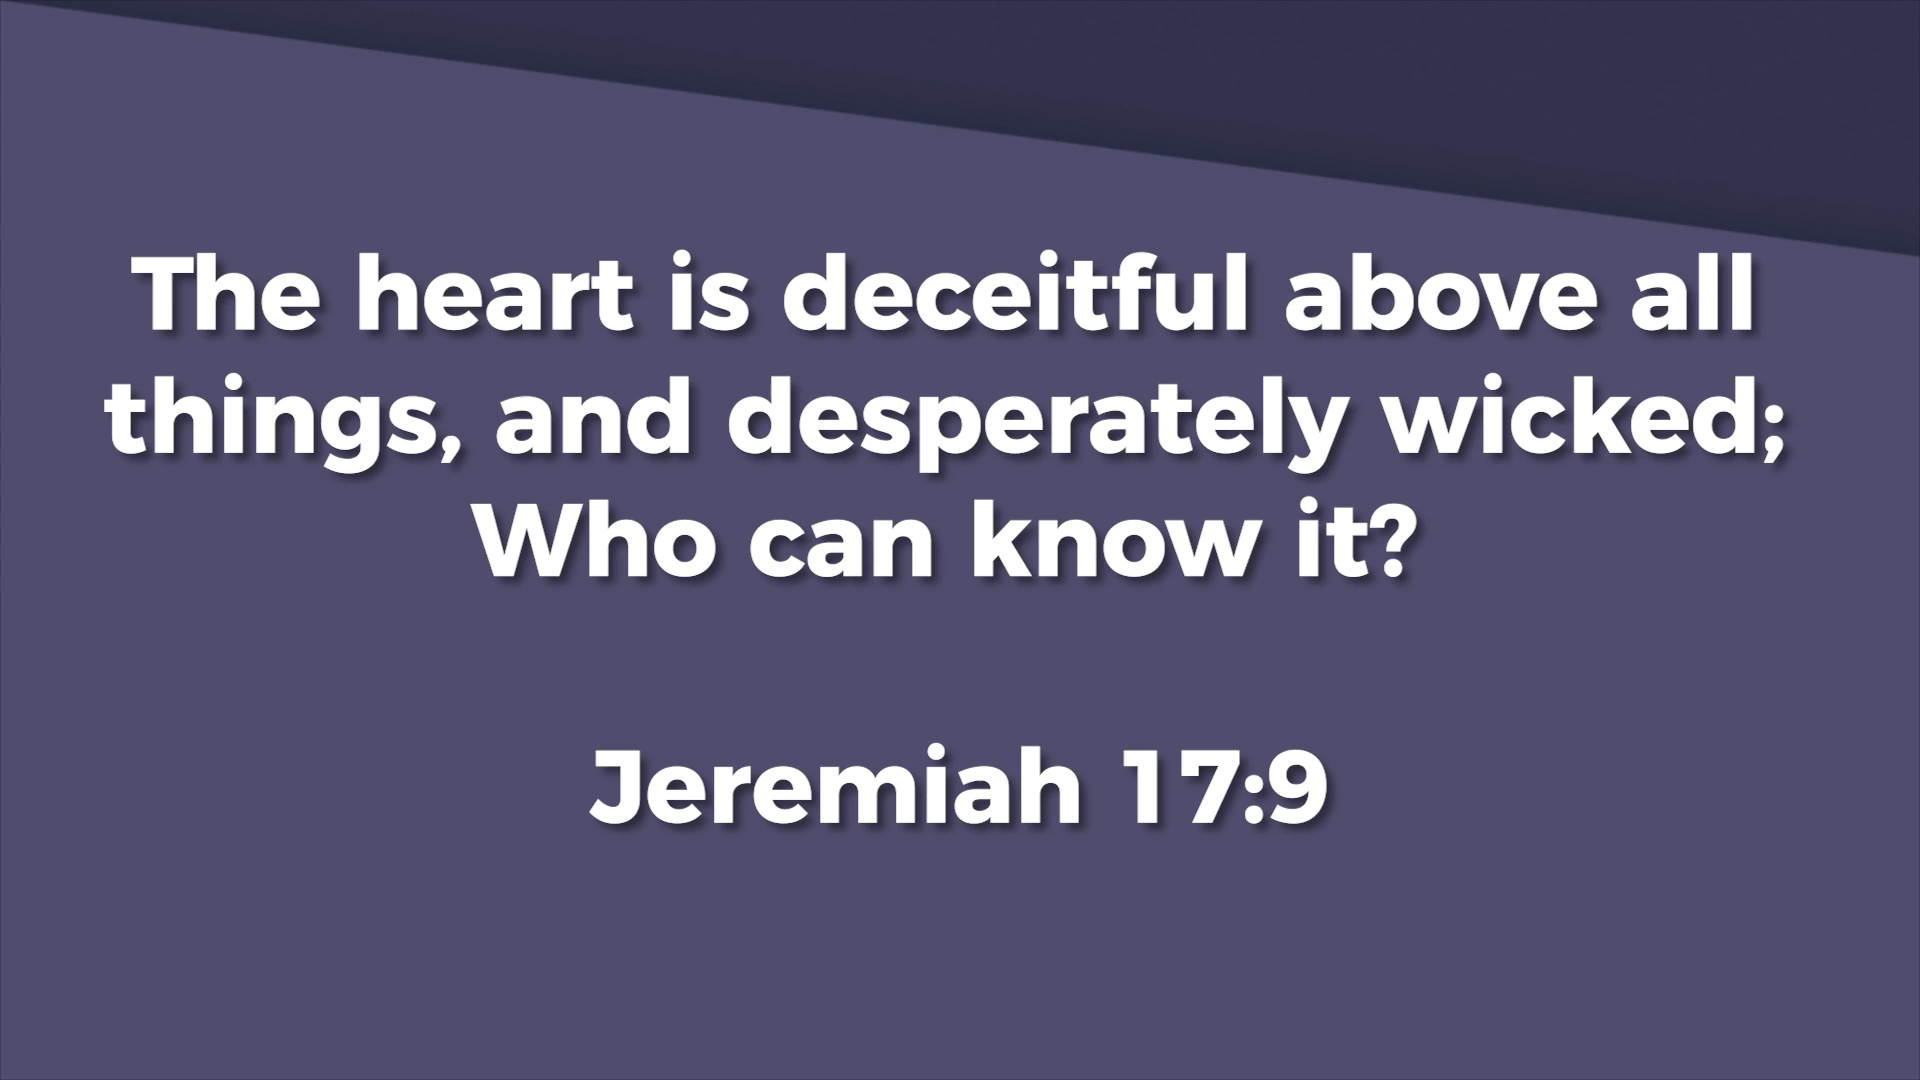 The heart is deceitful above all
things, and desperately wicked;
Who can know it?
Jeremiah 17:9